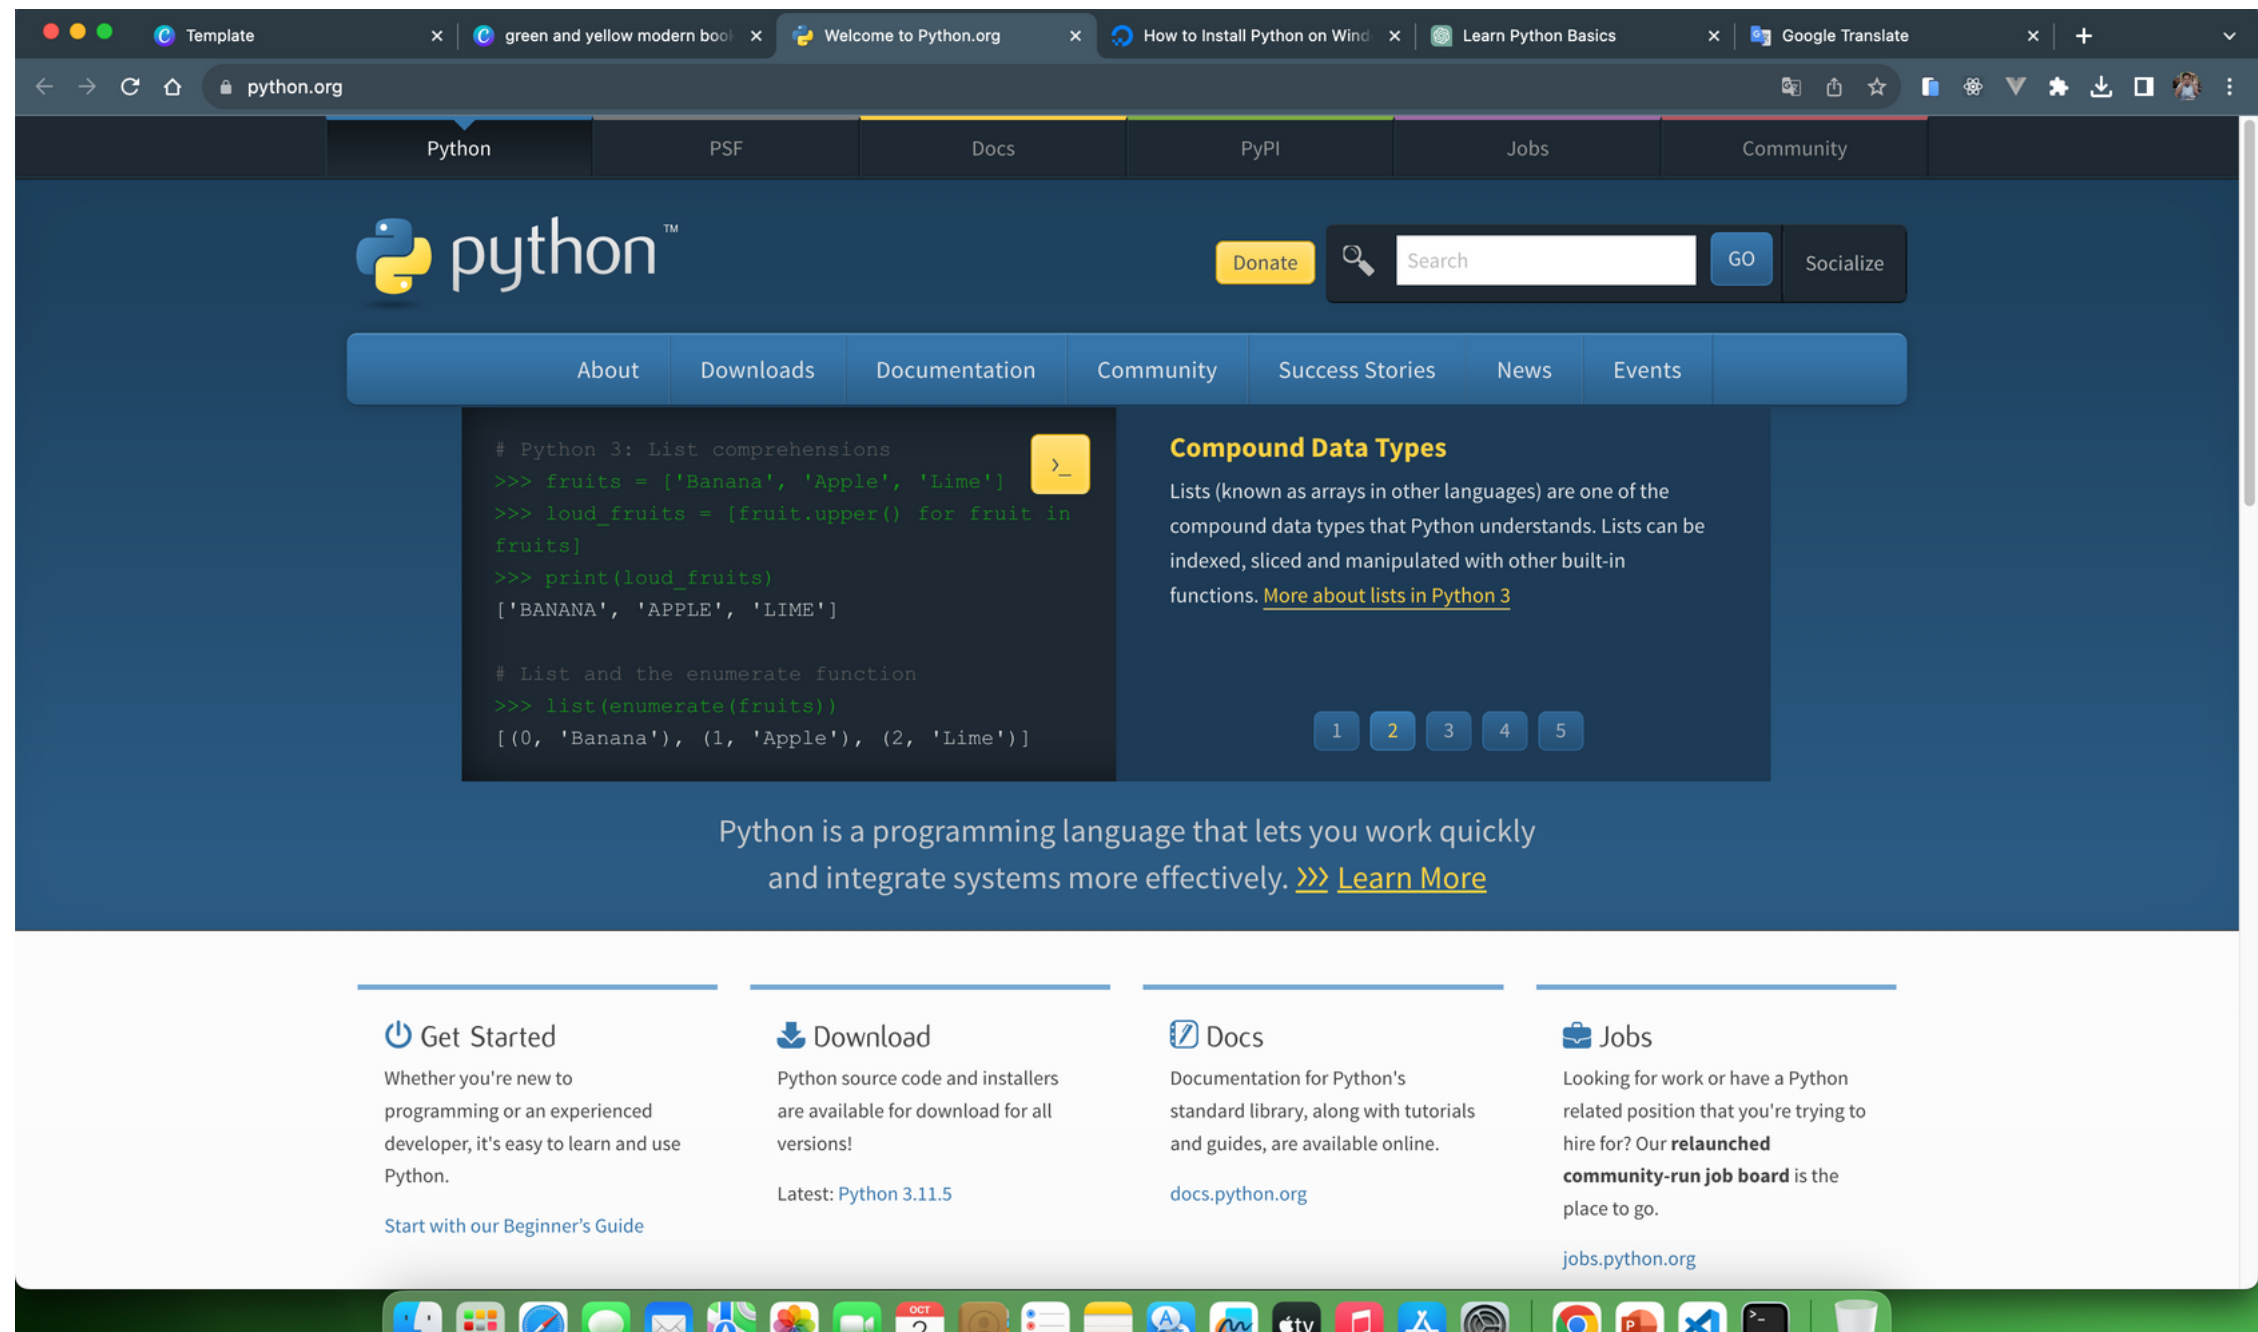 Template
green and yellow modern boo
Welcome to Python.org
How to Install Python on Wind
Learn Python Basics
Google Translate
python.org
Python
PSF
Docs
PyPI
Jobs
Community
python™
Donate
Search
GO
Socialize
About
Downloads
Documentation
Community
Success Stories
News
Events
# Python 3: List comprehensions
>>> fruits = ['Banana', 'Apple', 'Lime']
>>> loud_fruits = [fruit.upper() for fruit in
fruits]
>>> print(loud_fruits)
['BANANA', 'APPLE', 'LIME']
# List and the enumerate function
>>> list(enumerate(fruits))
[(0, 'Banana'), (1, 'Apple'), (2, 'Lime')]
>_
Compound Data Types
Lists (known as arrays in other languages) are one of the
compound data types that Python understands. Lists can be
indexed, sliced and manipulated with other built-in
functions. More about lists in Python 3
1 2 3 4 5
Python is a programming language that lets you work quickly
and integrate systems more effectively. >>> Learn More
Get Started
Whether you're new to
programming or an experienced
developer, it's easy to learn and use
Python.
Start with our Beginner's Guide
Download
Python source code and installers
are available for download for all
versions!
Latest: Python 3.11.5
Docs
Documentation for Python's
standard library, along with tutorials
and guides, are available online.
docs.python.org
Jobs
Looking for work or have a Python
related position that you're trying to
hire for? Our relaunched
community-run job board is the
place to go.
jobs.python.org
OCT
2
tv